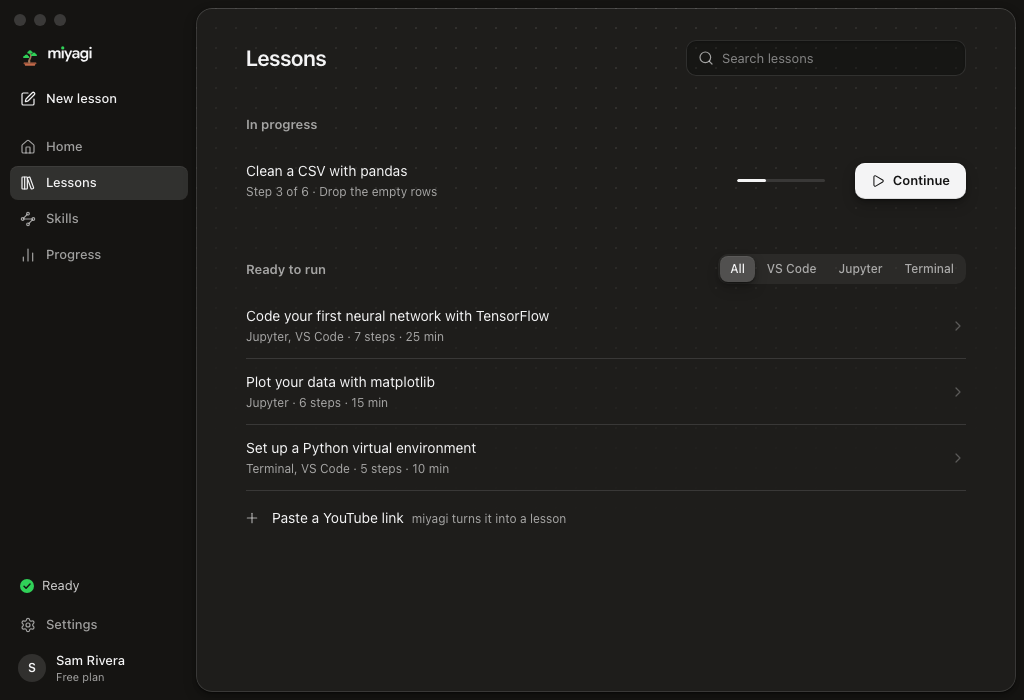 miyagi
New lesson
Home
Lessons
Skills
Progress
Ready
Settings
S
Sam Rivera
Free plan
Lessons
Search lessons
In progress
Clean a CSV with pandas
Step 3 of 6 · Drop the empty rows
Continue
Ready to run
All VS Code Jupyter Terminal
Code your first neural network with TensorFlow
Jupyter, VS Code · 7 steps · 25 min
Plot your data with matplotlib
Jupyter · 6 steps · 15 min
Set up a Python virtual environment
Terminal, VS Code · 5 steps · 10 min
Paste a YouTube link miyagi turns it into a lesson